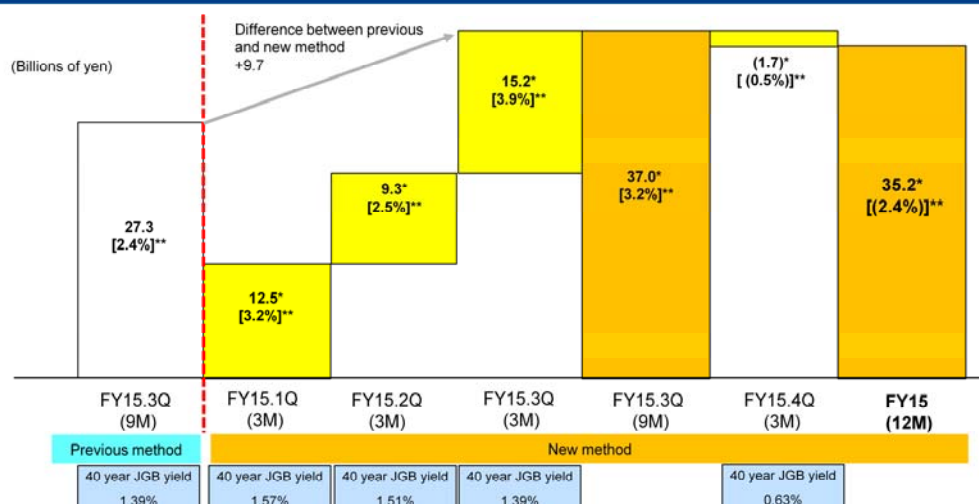 Difference between previous
and new method
+9.7
(Billions of yen)
27.3
[2.4%]**
12.5*
[3.2%]**
9.3*
[2.5%]**
15.2*
[3.9%]**
37.0*
[3.2%]**
(1.7)*
[ (0.5%)]**
35.2*
[(2.4%)]**
FY15.3Q
(9M)
FY15.1Q
(3M)
FY15.2Q
(3M)
FY15.3Q
(3M)
FY15.3Q
(9M)
FY15.4Q
(3M)
FY15
(12M)
Previous method
New method
40 year JGB yield
1.39%
40 year JGB yield
1.57%
40 year JGB yield
1.51%
40 year JGB yield
1.39%
40 year JGB yield
0.63%